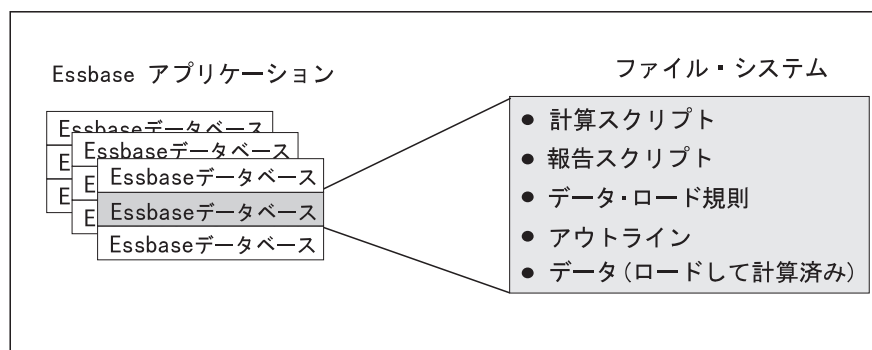 Essbase アプリケーション
ファイル・システム
Essbaseデータベース
E
E
Essbaseデータベース
E
E
Essbaseデータベース
Essbaseデータベース
Essbaseデータベース
● 計算スクリプト
● 報告スクリプト
● データ・ロード規則
● アウトライン
● データ(ロードして計算済み)